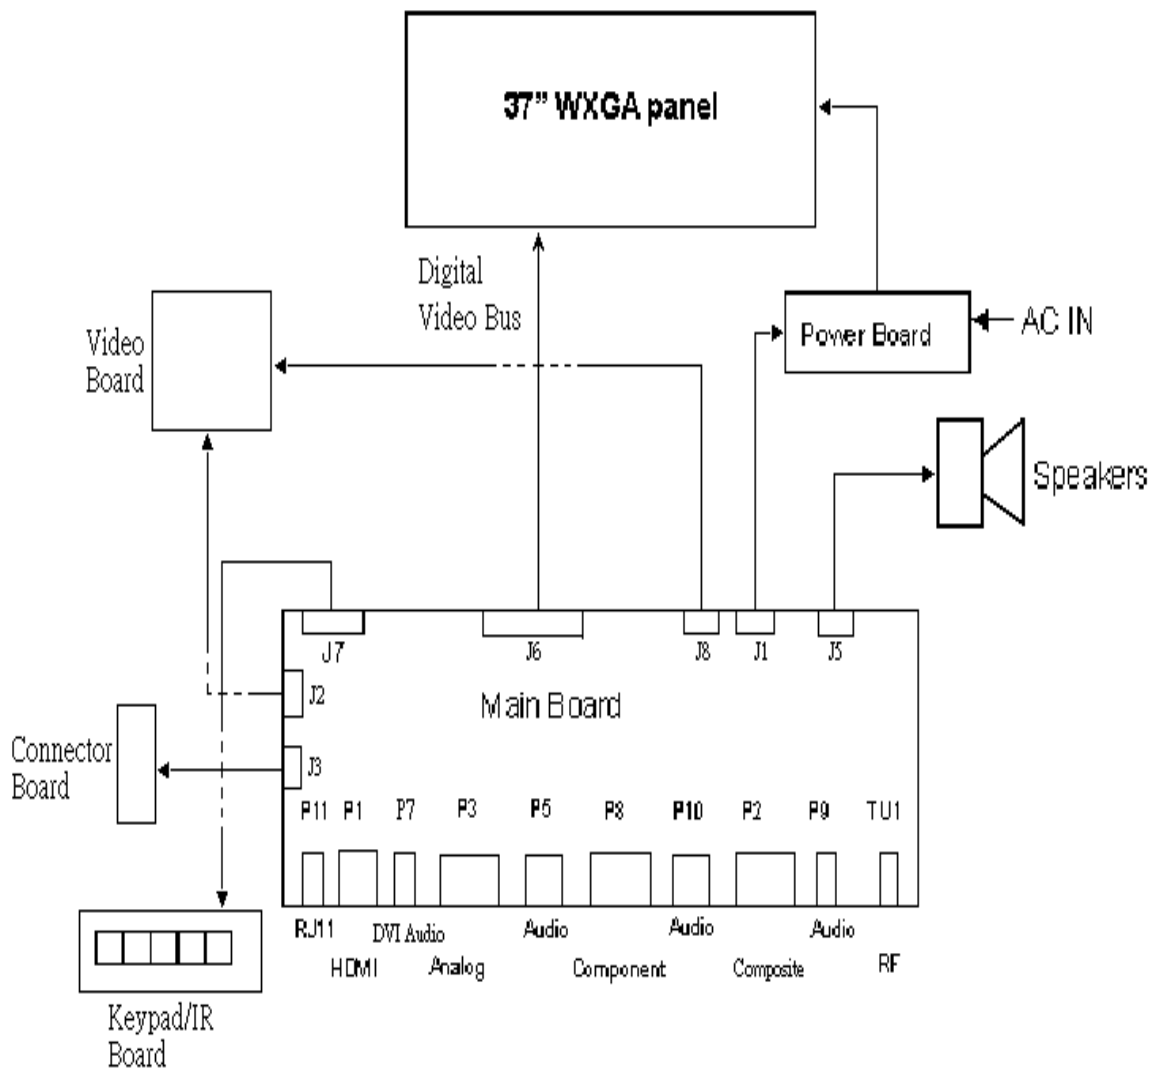 37” WXGA panel
Digital
Video Bus
Video
Board
Power Board
AC IN
Speakers
J7
J6
J8
J1
J5
J2
Main Board
Connector
Board
J3
P11 P1 P7 P3 P5 P8 P10 P2 P9 TU1
RJ11 DVI Audio Audio Audio Audio
HDMI Analog Component Composite RF
Keypad/IR
Board